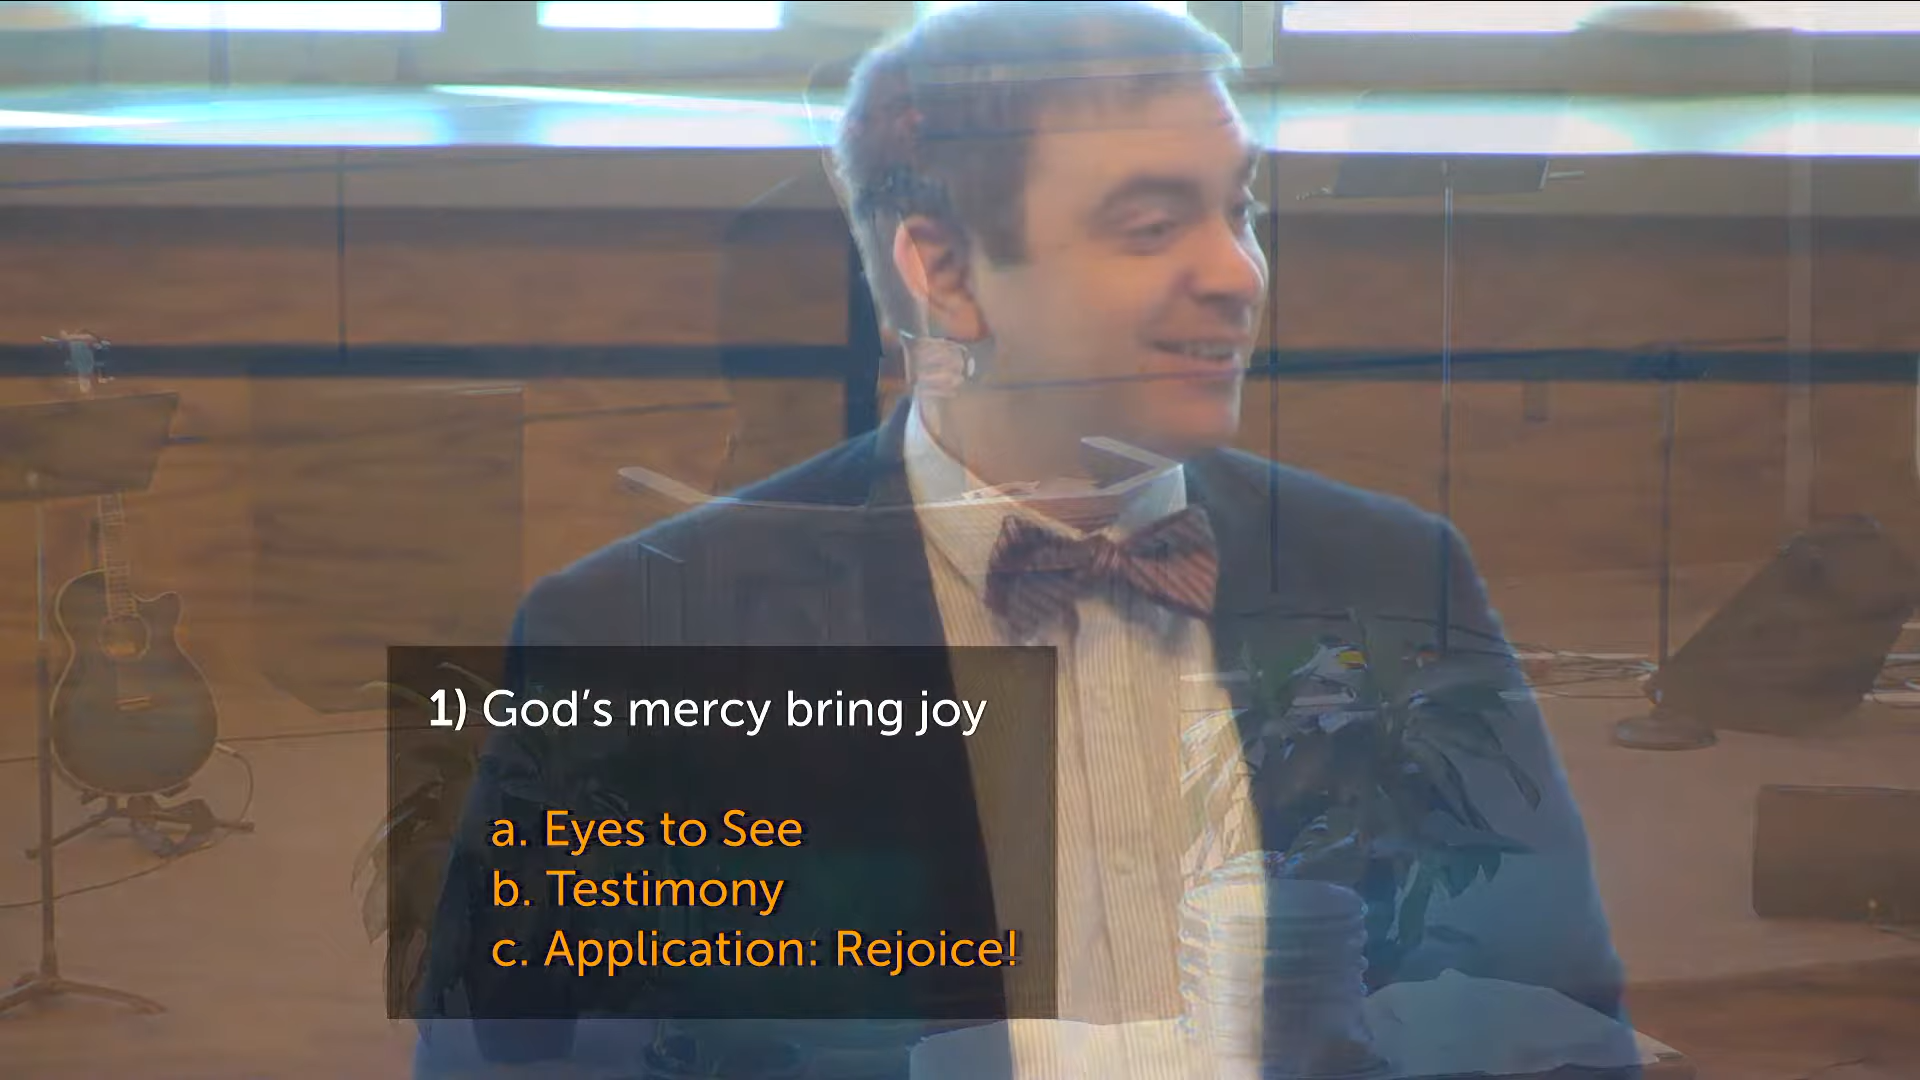 1) God's mercy bring joy
a. Eyes to See
b. Testimony
c. Application: Rejoice!